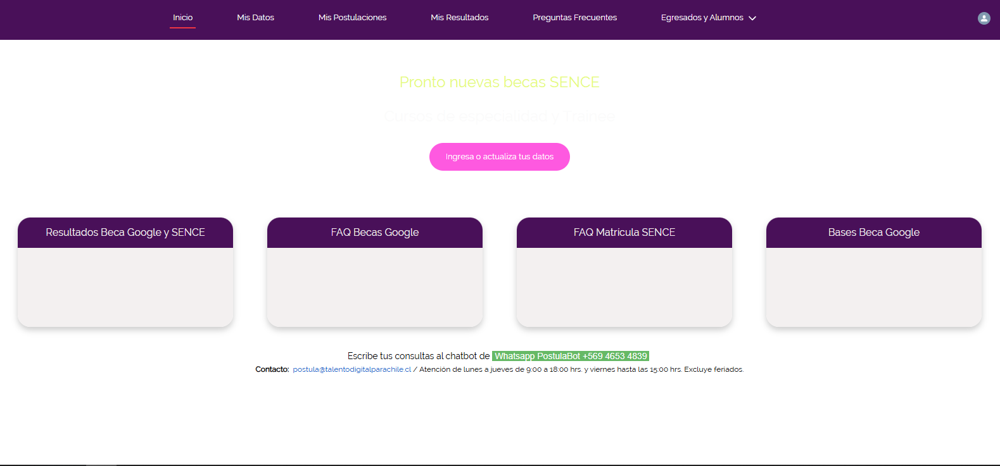 Inicio Mis Datos Mis Postulaciones Mis Resultados Preguntas Frecuentes Egresados y Alumnos
Pronto nuevas becas SENCE
Cursos de especialidad y Trainee
Ingresa o actualiza tus datos
Resultados Beca Google y SENCE
FAQ Becas Google
FAQ Matrícula SENCE
Bases Beca Google
Escribe tus consultas al chatbot de Whatsapp PostulaBot +569 4653 4839
Contacto: postula@talentodigitalparachile.cl / Atención de lunes a jueves de 9:00 a 18:00 hrs. y viernes hasta las 15:00 hrs. Excluye feriados.